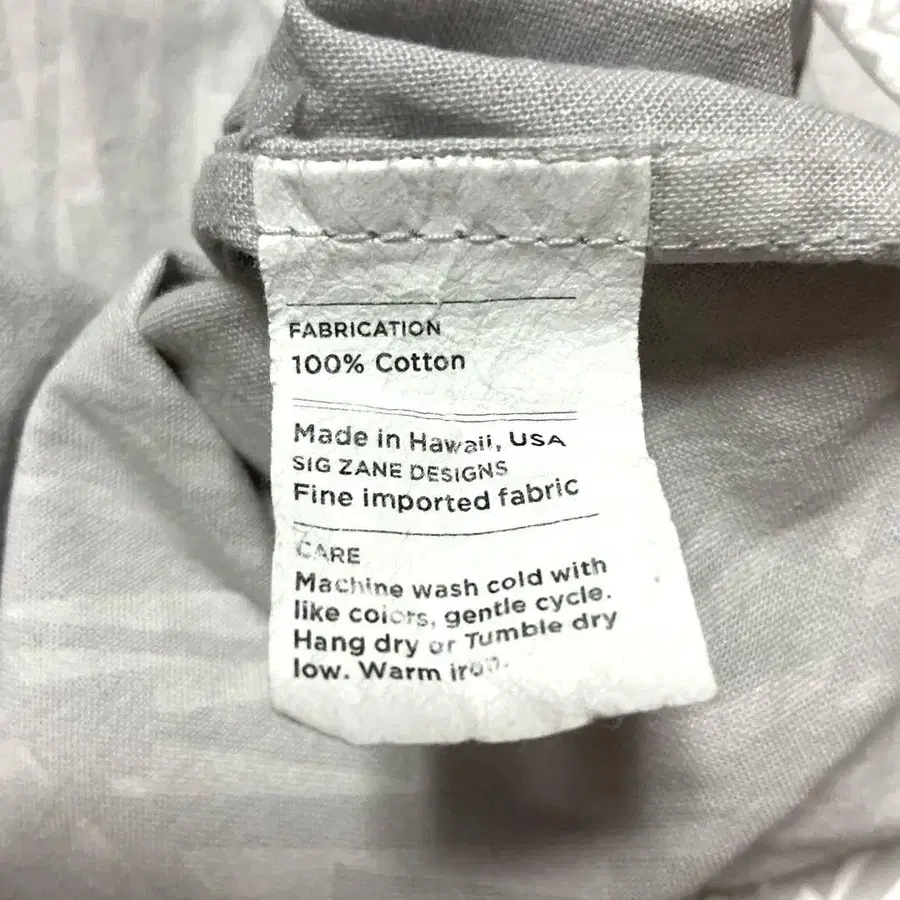 FABRICATION
100% Cotton
Made in Hawaii, USA
SIG ZANE DESIGNS
Fine imported fabric
CARE
Machine wash cold with
like colors, gentle cycle.
Hang dry or Tumble dry
low. Warm iron.